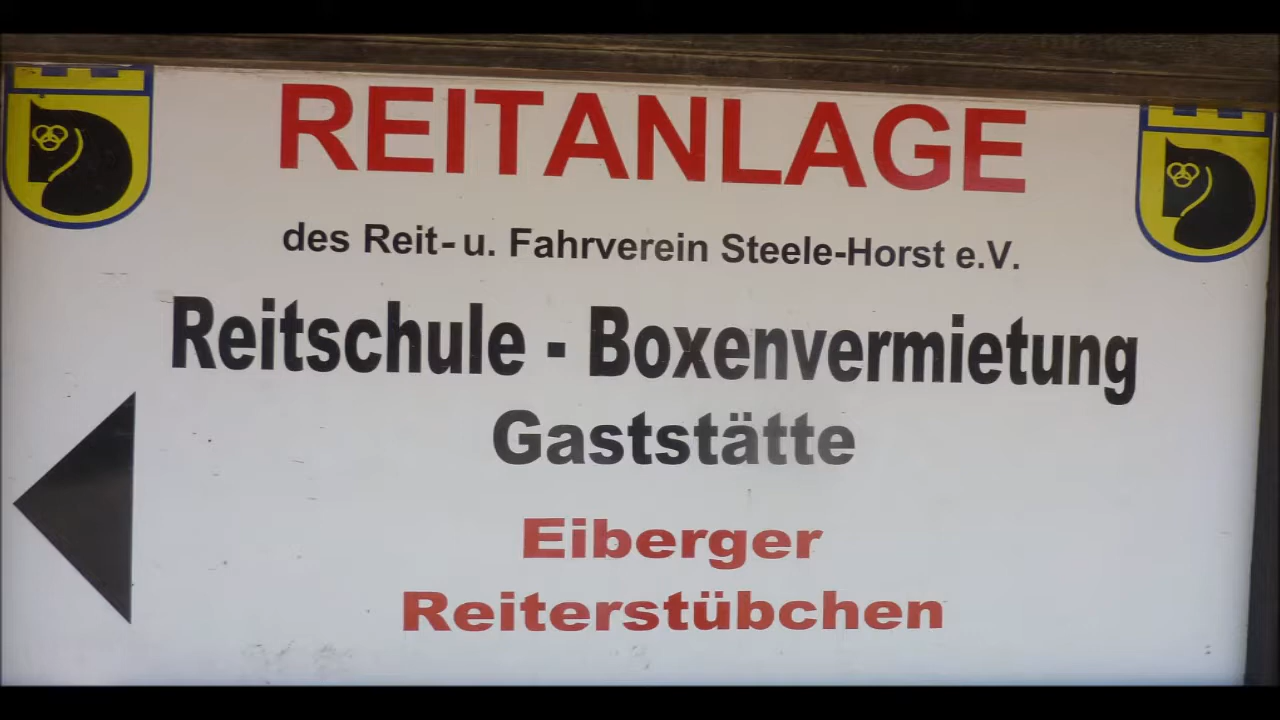 REITANLAGE
des Reit- u. Fahrverein Steele-Horst e.V.
Reitschule - Boxenvermietung
Gaststätte
Eiberger
Reiterstübchen